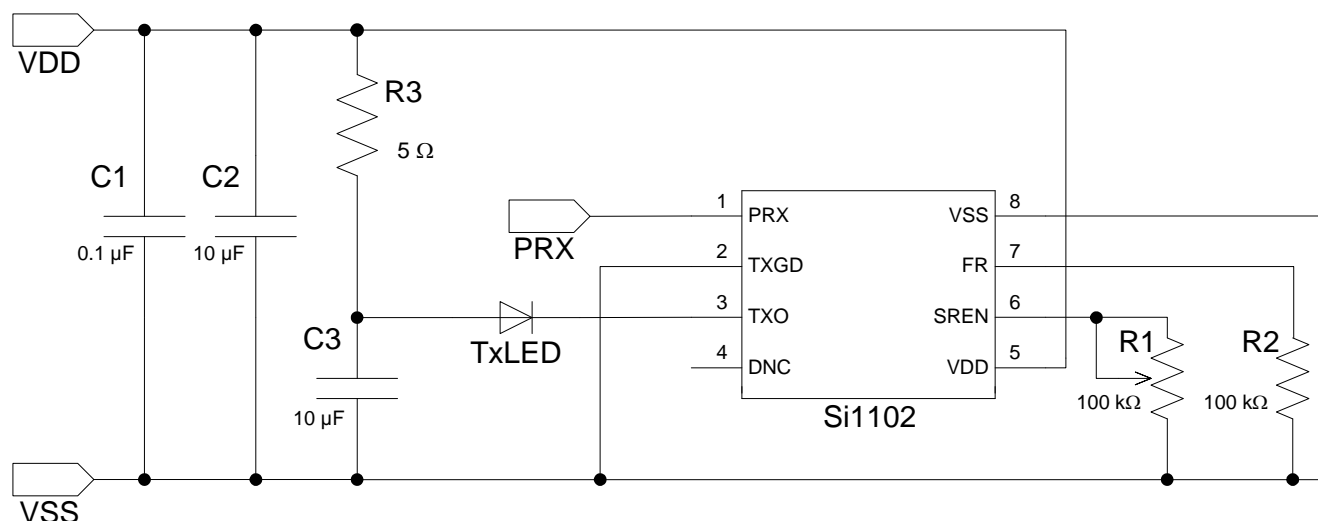 VDD
R3
5 Ω
C1
0.1 µF
C2
10 µF
PRX
1
PRX
VSS
8
2
TXGD
FR
7
3
TXO
SREN
6
4
DNC
VDD
5
Si1102
TxLED
C3
10 µF
R1
100 kΩ
R2
100 kΩ
VSS